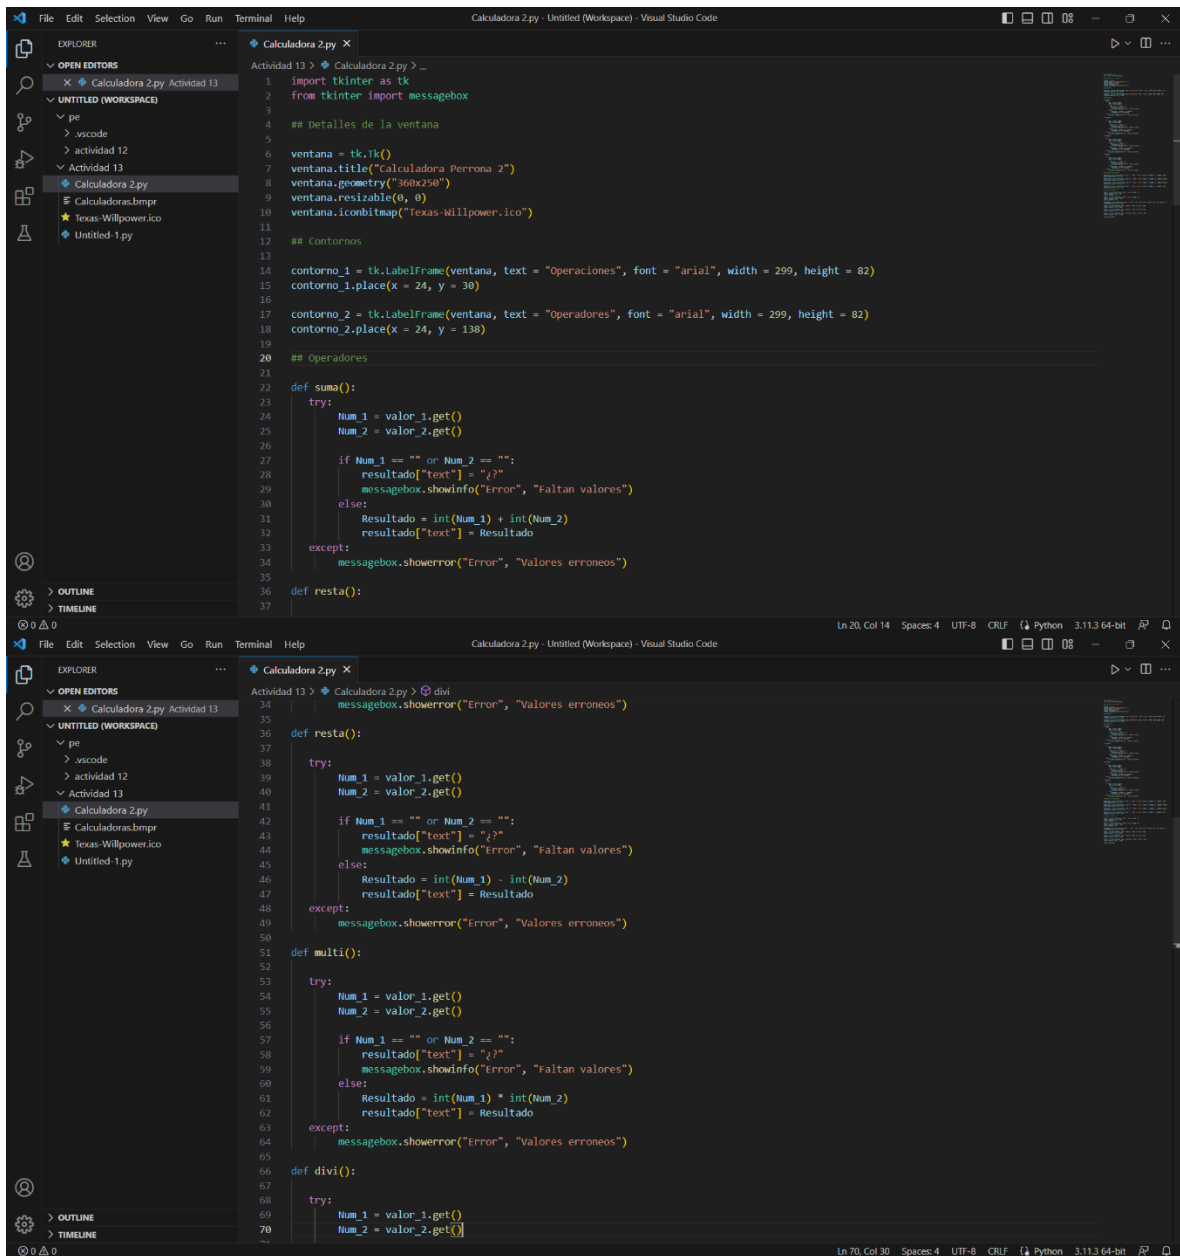 File Edit Selection View Go Run Terminal Help
Calculadora 2.py - Untitled (Workspace) - Visual Studio Code
EXPLORER
OPEN EDITORS
Calculadora 2.py Actividad 13
UNTITLED (WORKSPACE)
pe
.vscode
actividad 12
Actividad 13
Calculadora 2.py
Calculadoras.bmpr
Texas-Willpower.ico
Untitled-1.py
OUTLINE
TIMELINE
Calculadora 2.py
Actividad 13 > Calculadora 2.py > ...
1 import tkinter as tk
2 from tkinter import messagebox
3
4 ## Detalles de la ventana
5
6 ventana = tk.Tk()
7 ventana.title("Calculadora Perrona 2")
8 ventana.geometry("360x250")
9 ventana.resizable(0, 0)
10 ventana.iconbitmap("Texas-Willpower.ico")
11
12 ## Contornos
13
14 contorno_1 = tk.LabelFrame(ventana, text = "Operaciones", font = "arial", width = 299, height = 82)
15 contorno_1.place(x = 24, y = 30)
16
17 contorno_2 = tk.LabelFrame(ventana, text = "Operadores", font = "arial", width = 299, height = 82)
18 contorno_2.place(x = 24, y = 138)
19
20 ## Operadores
21
22 def suma():
23 try:
24 Num_1 = valor_1.get()
25 Num_2 = valor_2.get()
26
27 if Num_1 == "" or Num_2 == "":
28 resultado["text"] = "¿?"
29 messagebox.showinfo("Error", "Faltan valores")
30 else:
31 Resultado = int(Num_1) + int(Num_2)
32 resultado["text"] = Resultado
33 except:
34 messagebox.showerror("Error", "Valores erroneos")
35
36 def resta():
37
0 0
Ln 20, Col 14 Spaces: 4 UTF-8 CRLF Python 3.11.3 64-bit
File Edit Selection View Go Run Terminal Help
Calculadora 2.py - Untitled (Workspace) - Visual Studio Code
EXPLORER
OPEN EDITORS
Calculadora 2.py Actividad 13
UNTITLED (WORKSPACE)
pe
.vscode
actividad 12
Actividad 13
Calculadora 2.py
Calculadoras.bmpr
Texas-Willpower.ico
Untitled-1.py
OUTLINE
TIMELINE
Calculadora 2.py
Actividad 13 > Calculadora 2.py > divi
34 messagebox.showerror("Error", "Valores erroneos")
35
36 def resta():
37
38 try:
39 Num_1 = valor_1.get()
40 Num_2 = valor_2.get()
41
42 if Num_1 == "" or Num_2 == "":
43 resultado["text"] = "¿?"
44 messagebox.showinfo("Error", "Faltan valores")
45 else:
46 Resultado = int(Num_1) - int(Num_2)
47 resultado["text"] = Resultado
48 except:
49 messagebox.showerror("Error", "Valores erroneos")
50
51 def multi():
52
53 try:
54 Num_1 = valor_1.get()
55 Num_2 = valor_2.get()
56
57 if Num_1 == "" or Num_2 == "":
58 resultado["text"] = "¿?"
59 messagebox.showinfo("Error", "Faltan valores")
60 else:
61 Resultado = int(Num_1) * int(Num_2)
62 resultado["text"] = Resultado
63 except:
64 messagebox.showerror("Error", "Valores erroneos")
65
66 def divi():
67
68 try:
69 Num_1 = valor_1.get()
70 Num_2 = valor_2.get()
0 0
Ln 70, Col 30 Spaces: 4 UTF-8 CRLF Python 3.11.3 64-bit